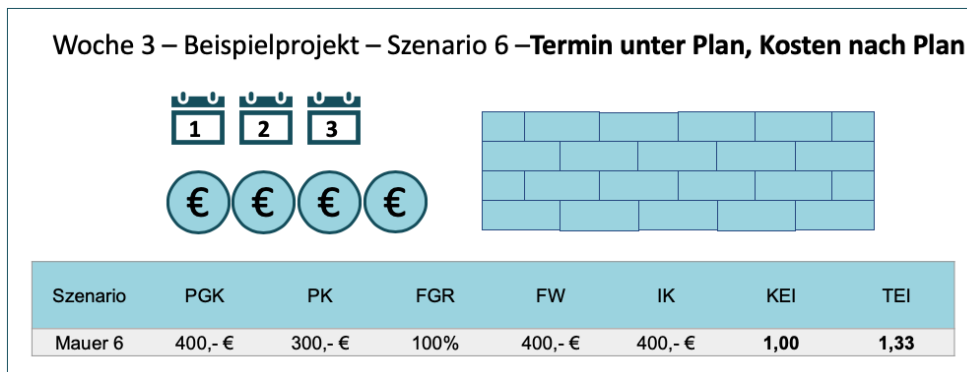 Woche 3 – Beispielprojekt – Szenario 6 –Termin unter Plan, Kosten nach Plan
1 2 3
€ € € €
Szenario PGK PK FGR FW IK KEI TEI
Mauer 6 400,- € 300,- € 100% 400,- € 400,- € 1,00 1,33